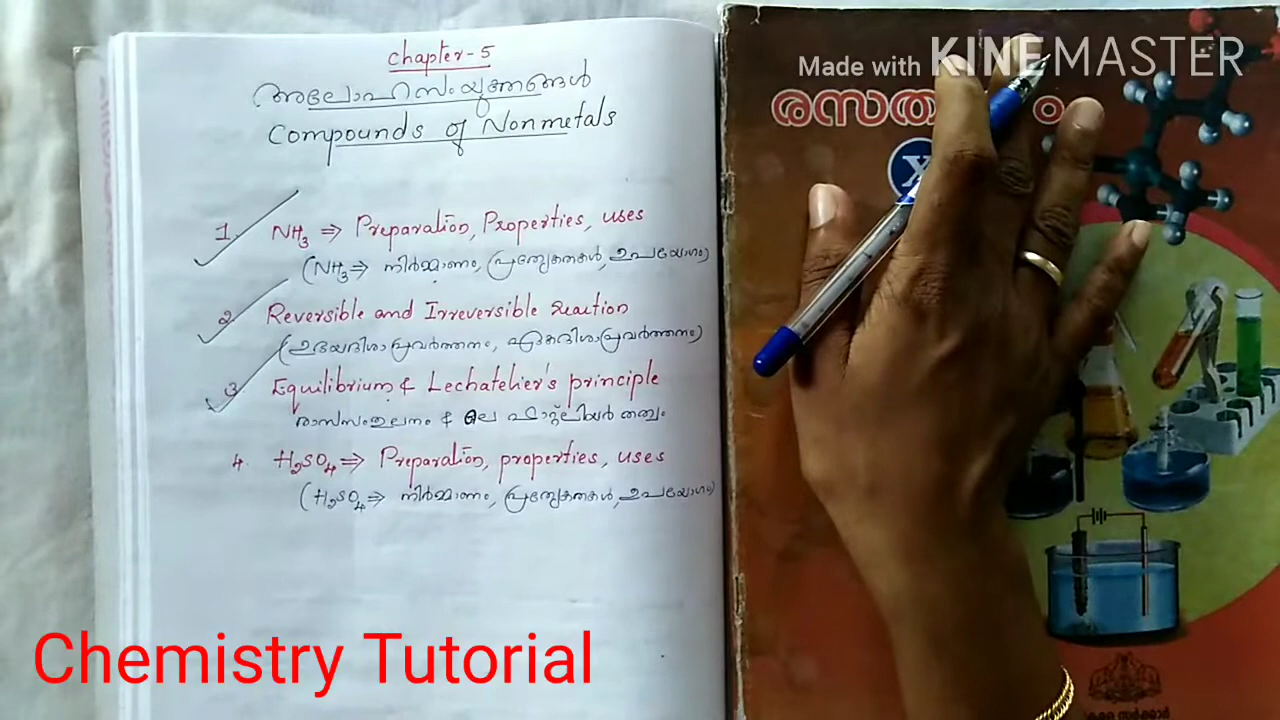 Chapter-5
അലോഹസംയുക്തങ്ങൾ
Compounds of Nonmetals
1. NH₃ ⇒ Preparation, Properties, uses
(NH₃ ⇒ നിർമ്മാണം, പ്രത്യേകതകൾ, ഉപയോഗം)
2. Reversible and Irreversible reaction
(ഉഭയദിശാപ്രവർത്തനം, ഏകദിശാപ്രവർത്തനം)
3 Equilibrium & Lechatelier's principle
രാസസംതുലനം & ലെ ഷാറ്റ്ലിയർ തത്വം
4. H₂SO₄ ⇒ Preparation, properties, uses
(H₂SO₄ ⇒ നിർമ്മാണം, പ്രത്യേകതകൾ, ഉപയോഗം)
Chemistry Tutorial
Made with KINEMASTER
X